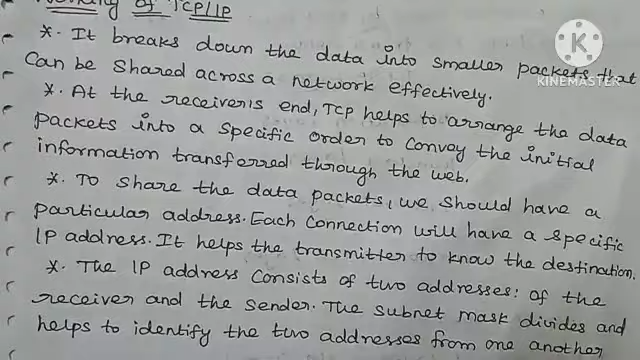 Working of TCP/IP
*. It breaks down the data into smaller packets that
Can be Shared across a network effectively.
*. At the receiver's end, TCP helps to arrange the data
packets into a specific order to Convay the initial
information transferred through the web.
*. To share the data packets, we should have a
particular address. Each Connection will have a specific
IP address. It helps the transmitter to know the destination.
*. The IP address Consists of two addresses: of the
receiver and the sender. The subnet mask divides and
helps to identify the two addresses from one another
K
KINEMASTER